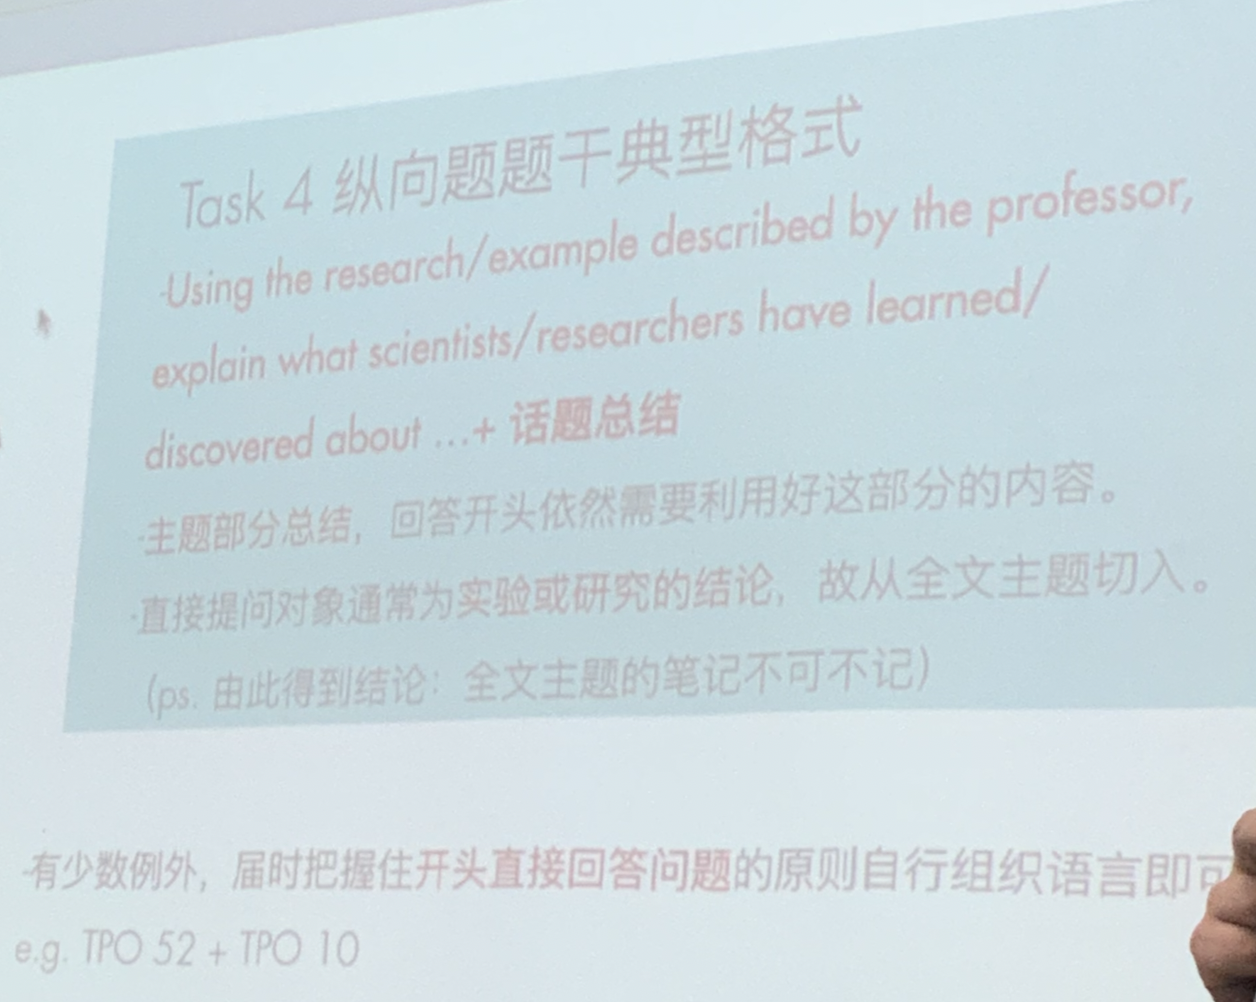 Task 4 纵向题题干典型格式
-Using the research/example described by the professor,
explain what scientists/researchers have learned/
discovered about ...+ 话题总结
·主题部分总结，回答开头依然需要利用好这部分的内容。
·直接提问对象通常为实验或研究的结论，故从全文主题切入。
(ps. 由此得到结论：全文主题的笔记不可不记)
-有少数例外，届时把握住开头直接回答问题的原则自行组织语言即可
e.g. TPO 52 + TPO 10